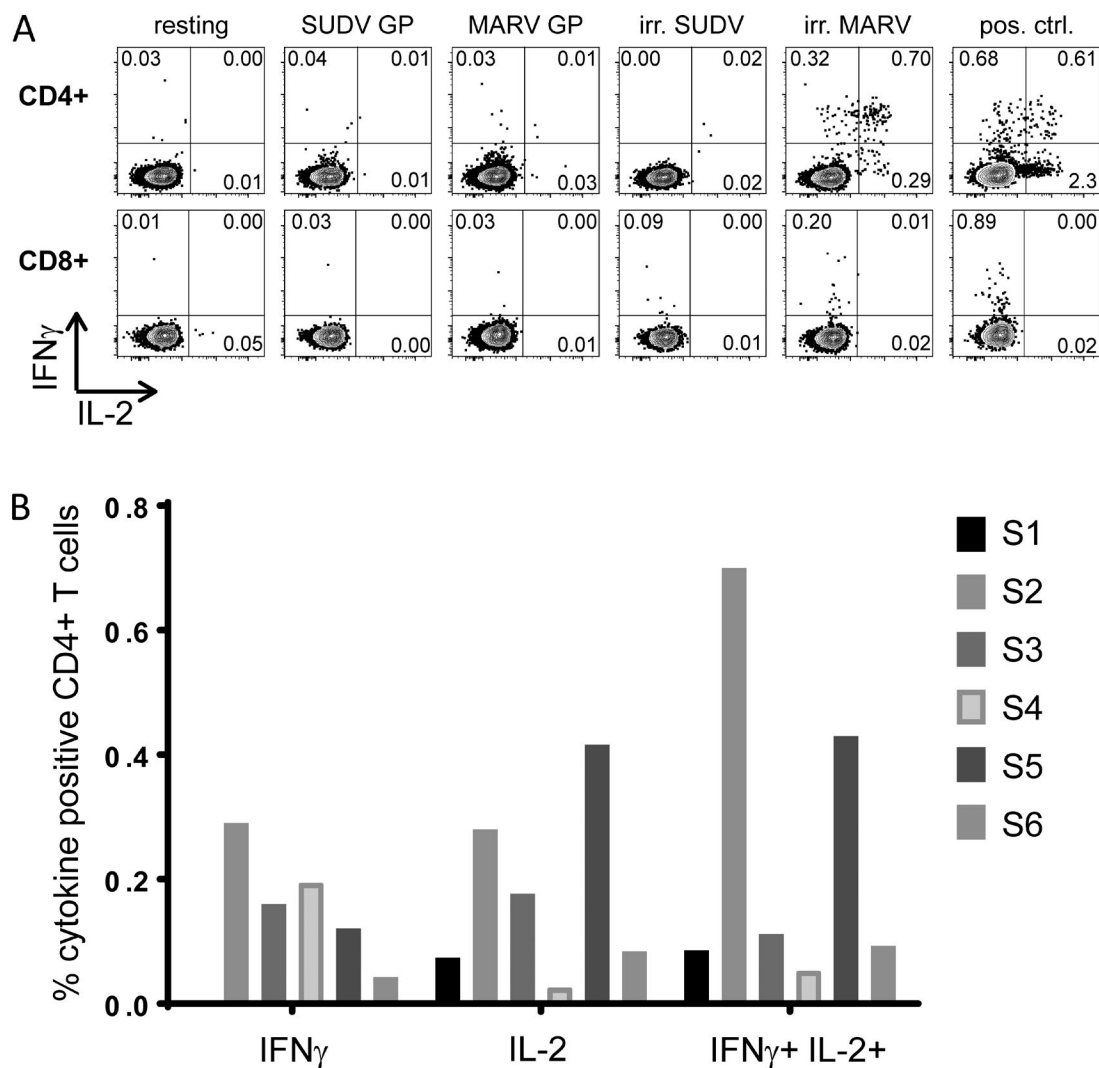 A
resting SUDV GP MARV GP irr. SUDV irr. MARV pos. ctrl.
CD4+
0.03 0.00 0.04 0.01 0.03 0.01 0.00 0.02 0.32 0.70 0.68 0.61
0.01 0.01 0.03 0.02 0.29 2.3
CD8+
0.01 0.00 0.03 0.00 0.03 0.00 0.09 0.00 0.20 0.01 0.89 0.00
0.05 0.00 0.01 0.01 0.02 0.02
IFNγ
IL-2
B
% cytokine positive CD4+ T cells
0.8
0.6
0.4
0.2
0.0
IFNγ IL-2 IFNγ+ IL-2+
S1
S2
S3
S4
S5
S6